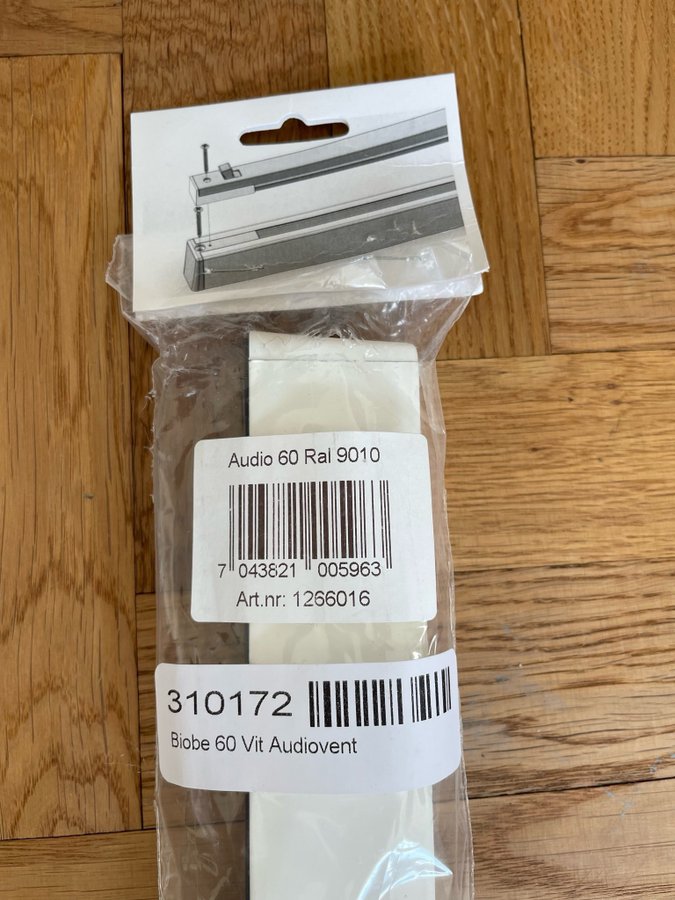 Audio 60 Ral 9010
7 043821 005963
Art.nr: 1266016
310172
Biobe 60 Vit Audiovent